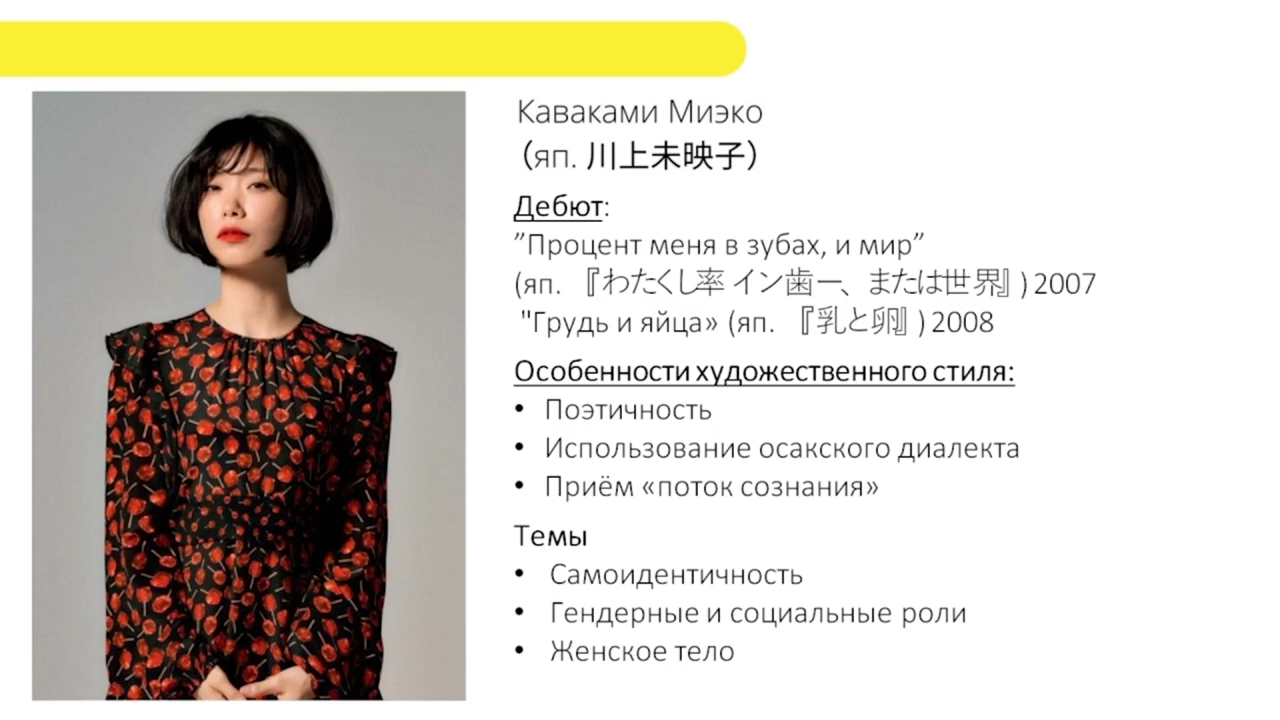 Каваками Миэко
(яп. 川上未映子)
Дебют:
”Процент меня в зубах, и мир”
(яп. 『わたくし率 イン歯ー、または世界』) 2007
"Грудь и яйца» (яп. 『乳と卵』) 2008
Особенности художественного стиля:
• Поэтичность
• Использование осакского диалекта
• Приём «поток сознания»
Темы
• Самоидентичность
• Гендерные и социальные роли
• Женское тело